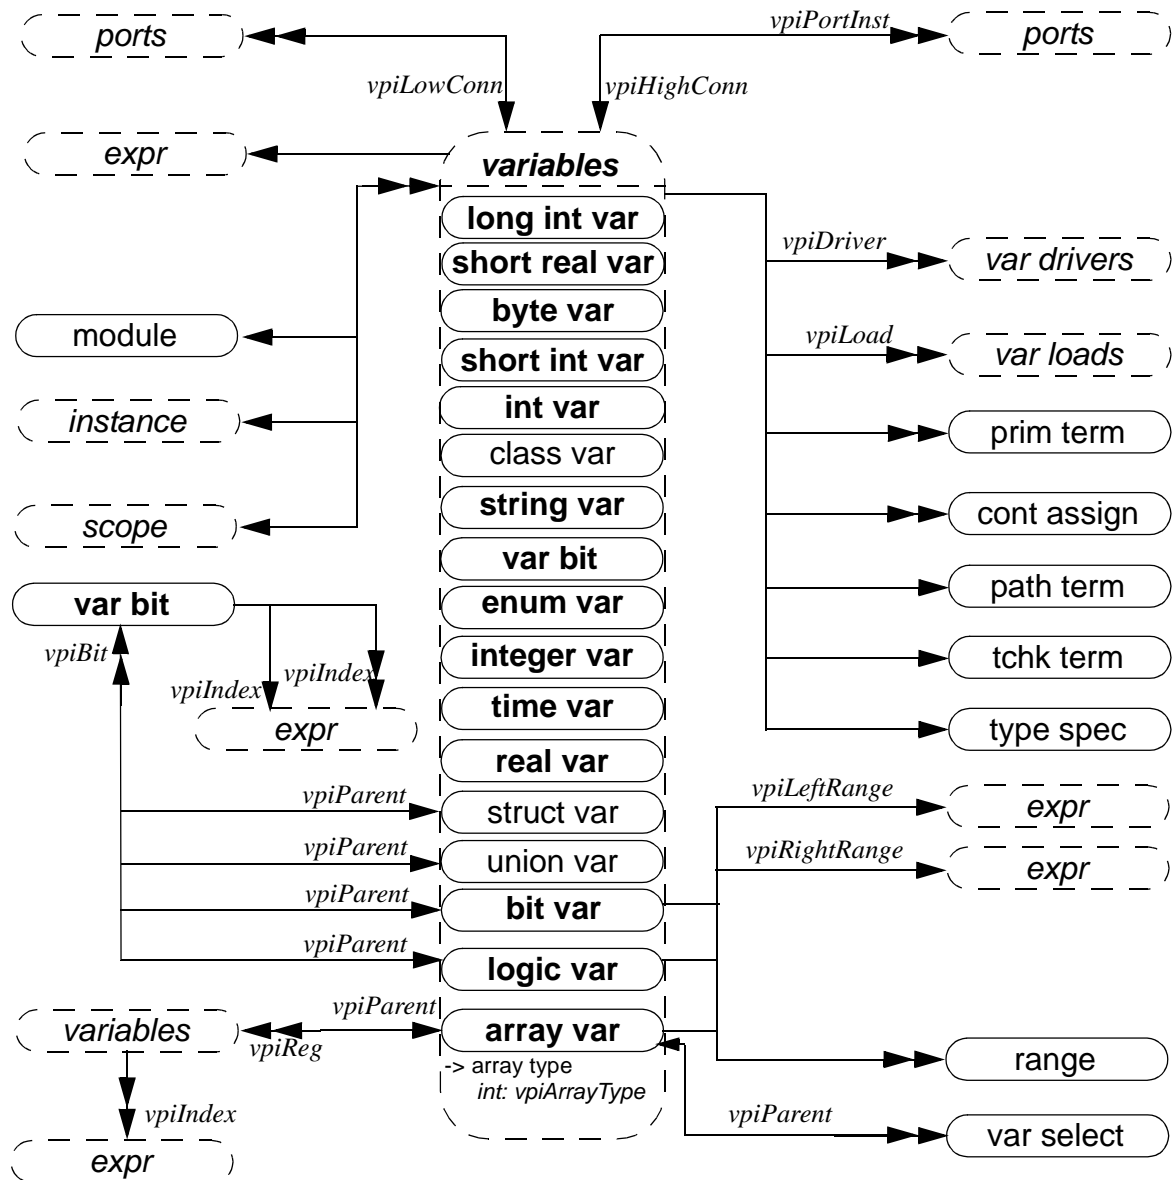 ports
vpiPortInst
ports
vpiLowConn
vpiHighConn
expr
variables
long int var
short real var
vpiDriver
var drivers
byte var
module
short int var
vpiLoad
var loads
instance
int var
prim term
class var
string var
cont assign
scope
var bit
var bit
enum var
path term
vpiBit
integer var
tchk term
vpiIndex
vpiIndex
expr
time var
type spec
real var
vpiParent
struct var
vpiLeftRange
expr
vpiParent
union var
vpiRightRange
expr
vpiParent
bit var
vpiParent
logic var
variables
vpiReg
vpiParent
array var
-> array type
int: vpiArrayType
range
vpiIndex
vpiParent
var select
expr